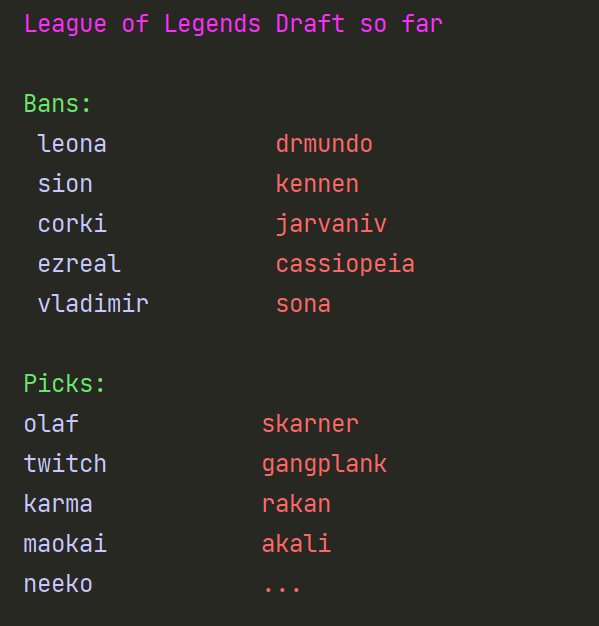 League of Legends Draft so far
Bans:
leona drmundo
sion kennen
corki jarvaniv
ezreal cassiopeia
vladimir sona
Picks:
olaf skarner
twitch gangplank
karma rakan
maokai akali
neeko ...